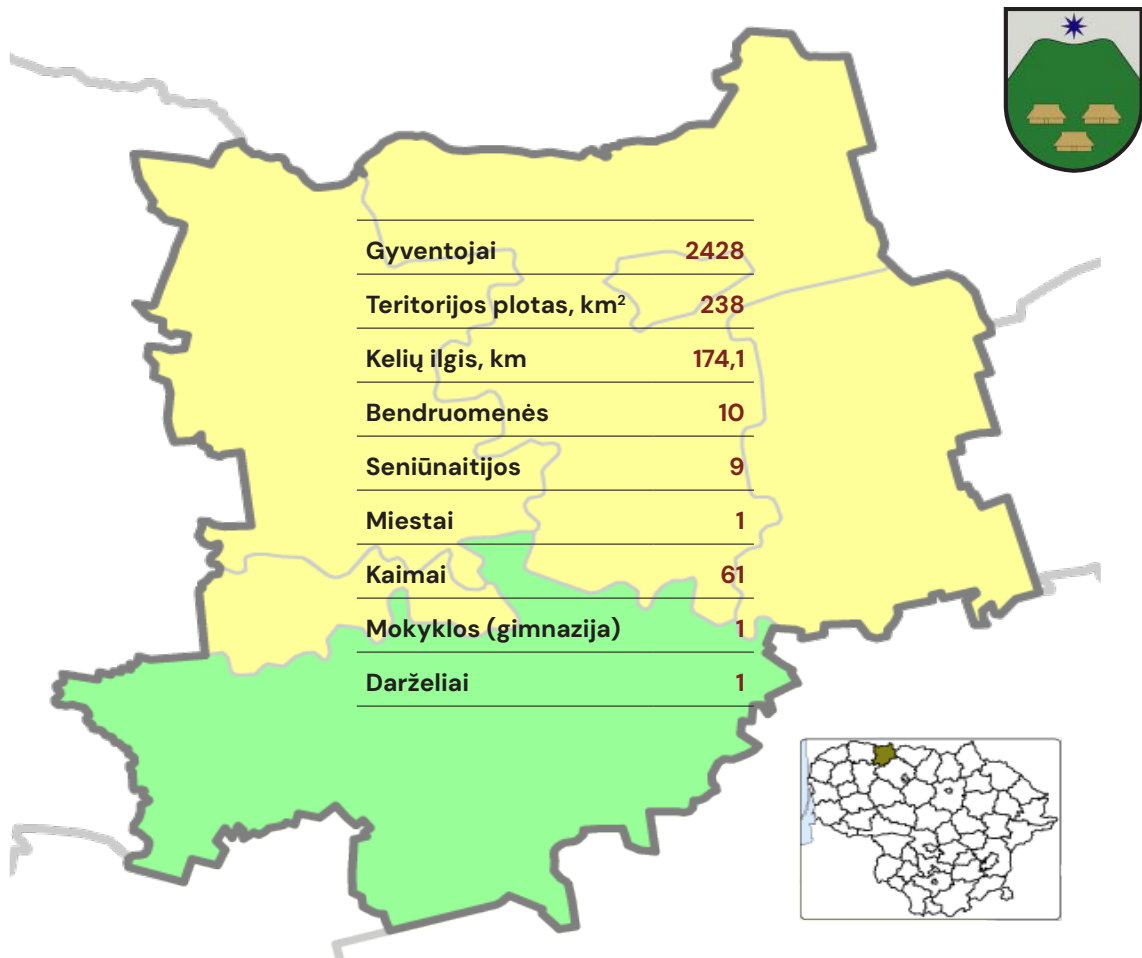 Gyventojai 2428
Teritorijos plotas, km² 238
Kelių ilgis, km 174,1
Bendruomenės 10
Seniūnaitijos 9
Miestai 1
Kaimai 61
Mokyklos (gimnazija) 1
Darželiai 1